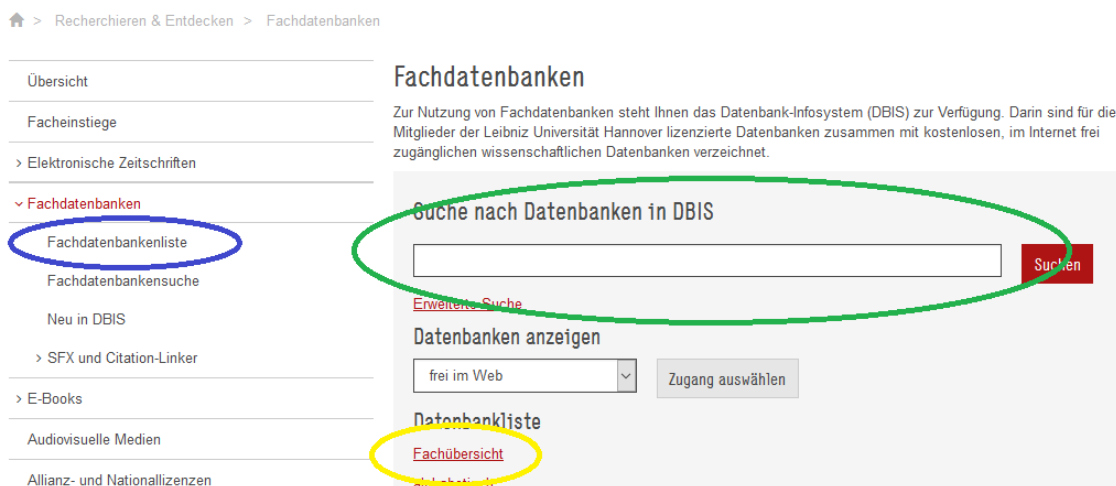 > Recherchieren & Entdecken > Fachdatenbanken
Übersicht
Facheinstiege
> Elektronische Zeitschriften
Fachdatenbanken
Fachdatenbankenliste
Fachdatenbankensuche
Neu in DBIS
> SFX und Citation-Linker
> E-Books
Audiovisuelle Medien
Allianz- und Nationallizenzen
Fachdatenbanken
Zur Nutzung von Fachdatenbanken steht Ihnen das Datenbank-Infosystem (DBIS) zur Verfügung. Darin sind für die
Mitglieder der Leibniz Universität Hannover lizenzierte Datenbanken zusammen mit kostenlosen, im Internet frei
zugänglichen wissenschaftlichen Datenbanken verzeichnet.
Suche nach Datenbanken in DBIS
Suchen
Erweiterte Suche
Datenbanken anzeigen
frei im Web
Zugang auswählen
Datenbankliste
Fachübersicht